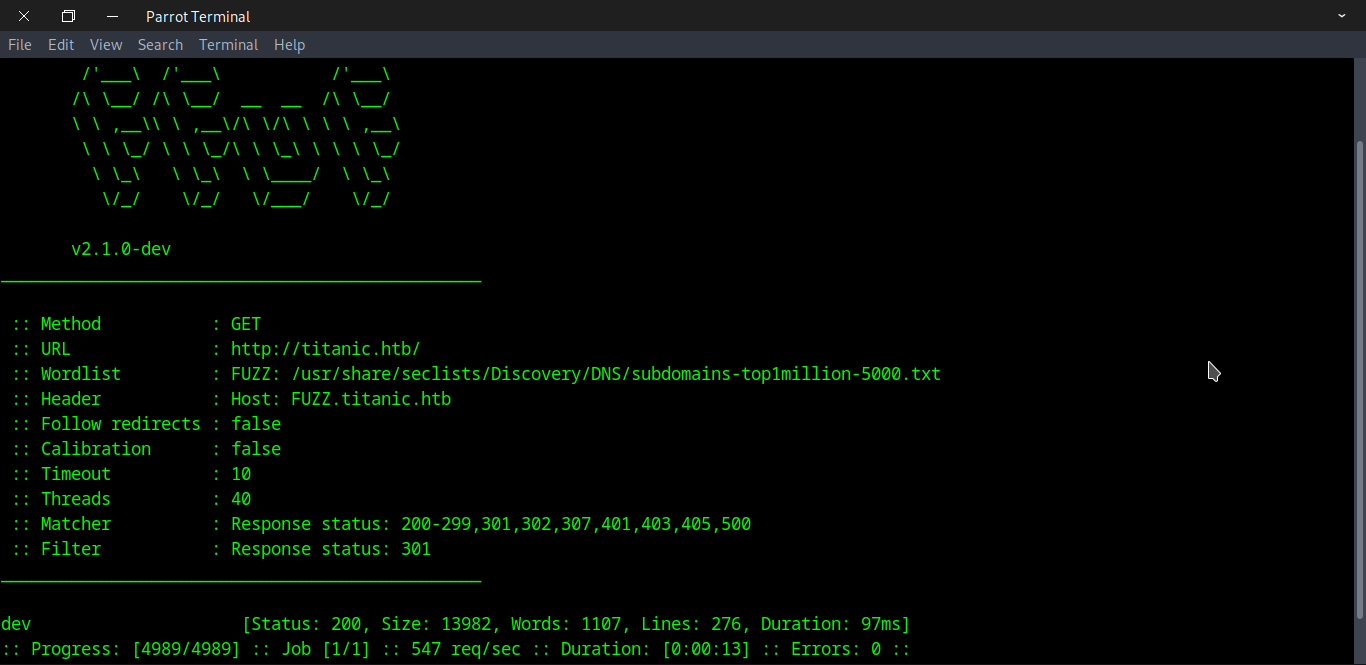 Parrot Terminal
File Edit View Search Terminal Help
 /'___\  /'___\           /'___\
/\ \__/ /\ \__/  __  __  /\ \__/
\ \ ,__\\ \ ,__\/\ \/\ \ \ \ ,__\
 \ \ \_/ \ \ \_/\ \ \_\ \ \ \ \_/
  \ \_\   \ \_\  \ \____/  \ \_\
   \/_/    \/_/   \/___/    \/_/
v2.1.0-dev
________________________________________________
:: Method           : GET
:: URL              : http://titanic.htb/
:: Wordlist         : FUZZ: /usr/share/seclists/Discovery/DNS/subdomains-top1million-5000.txt
:: Header           : Host: FUZZ.titanic.htb
:: Follow redirects : false
:: Calibration      : false
:: Timeout          : 10
:: Threads          : 40
:: Matcher          : Response status: 200-299,301,302,307,401,403,405,500
:: Filter           : Response status: 301
________________________________________________
dev                     [Status: 200, Size: 13982, Words: 1107, Lines: 276, Duration: 97ms]
:: Progress: [4989/4989] :: Job [1/1] :: 547 req/sec :: Duration: [0:00:13] :: Errors: 0 ::